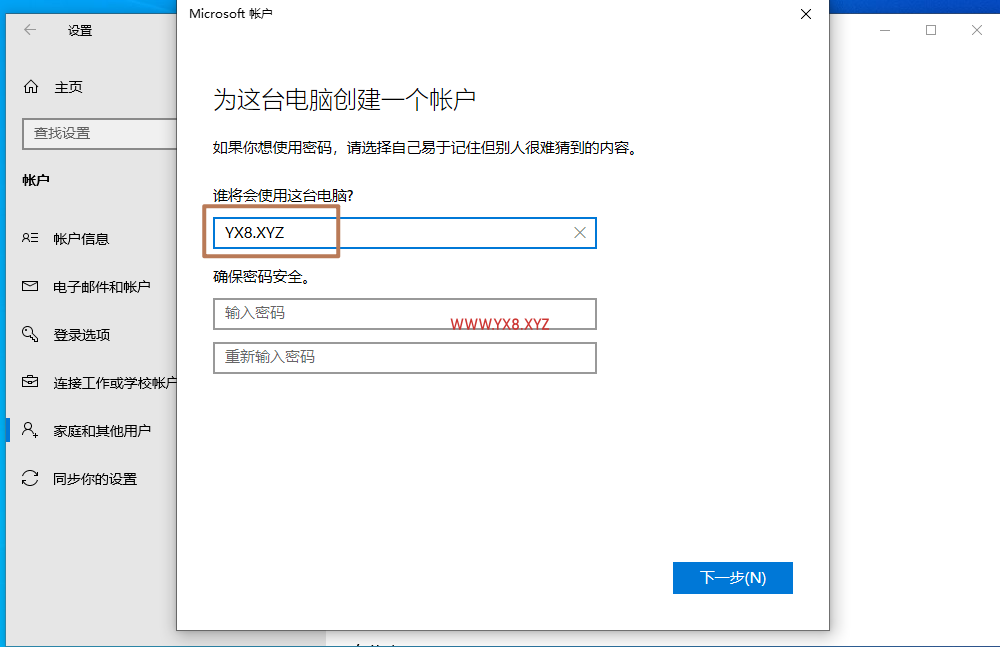 Microsoft 帐户
设置
主页
查找设置
帐户
帐户信息
电子邮件和帐户
登录选项
连接工作或学校帐户
家庭和其他用户
同步你的设置
为这台电脑创建一个帐户
如果你想使用密码，请选择自己易于记住但别人很难猜到的内容。
谁将会使用这台电脑?
YX8.XYZ
确保密码安全。
输入密码
WWW.YX8.XYZ
重新输入密码
下一步(N)